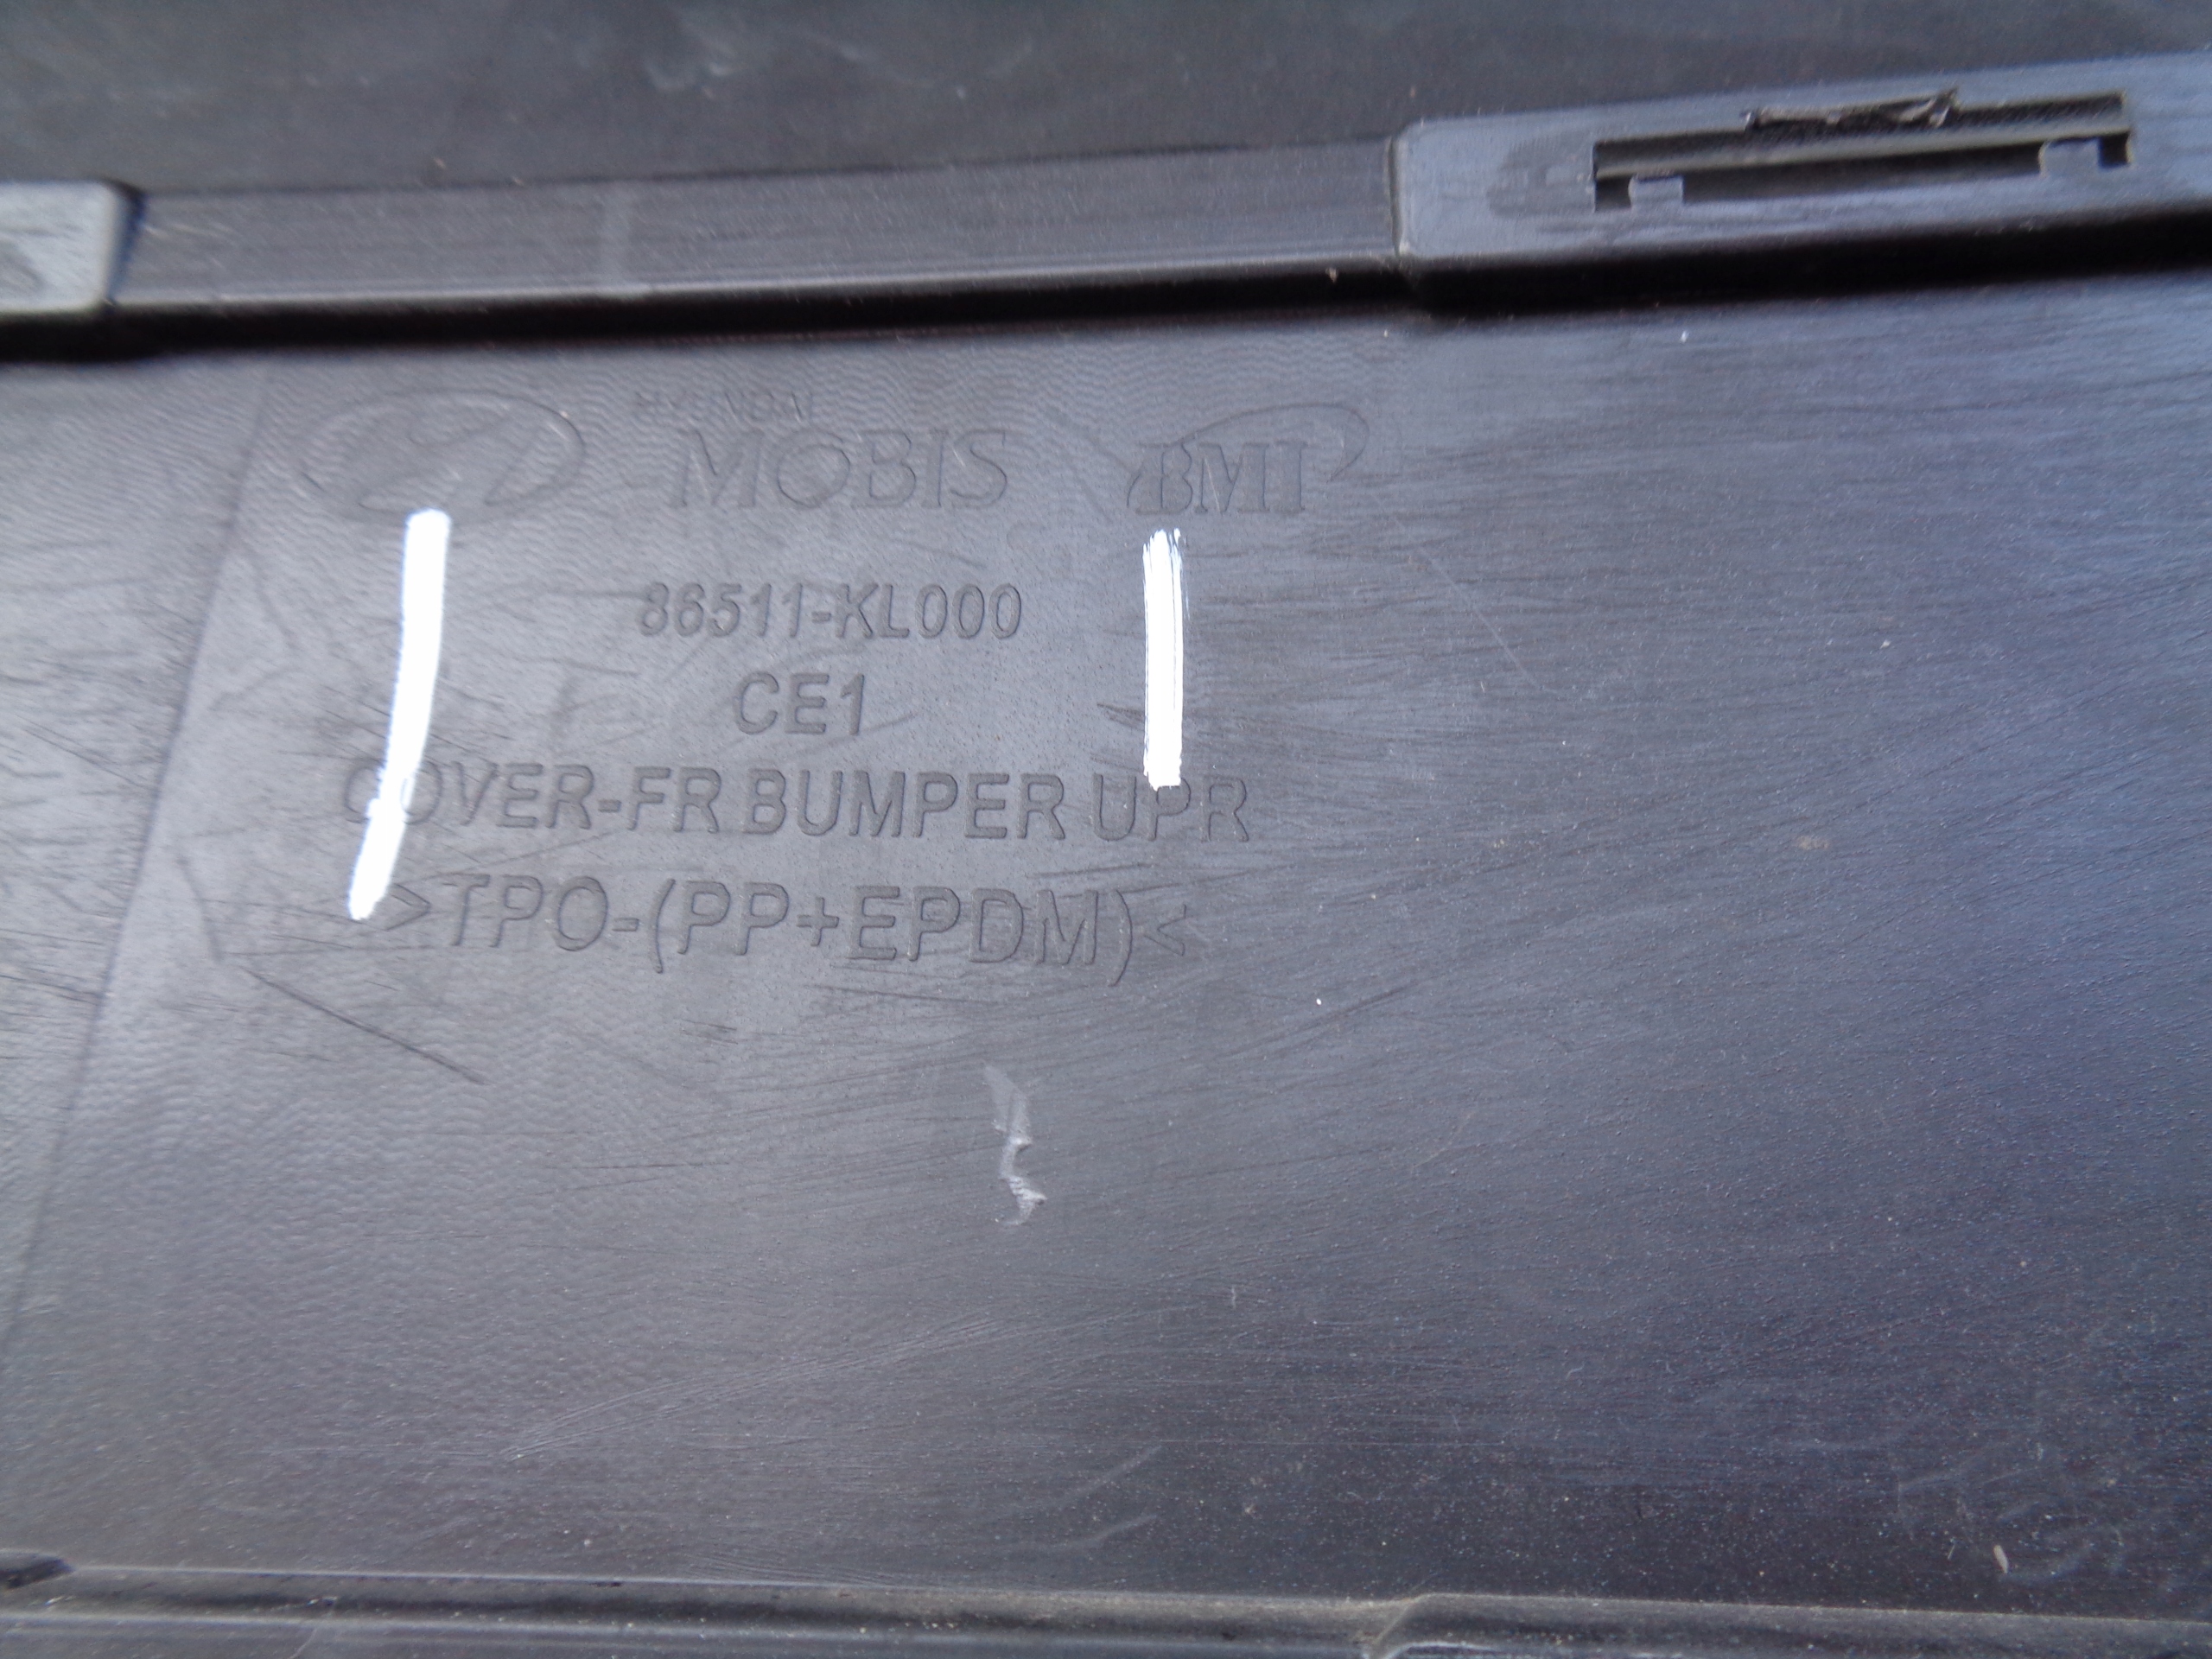 HYUNDAI
MOBIS BMI
86511-KL000
CE1
COVER-FR BUMPER UPR
>TPO-(PP+EPDM)<